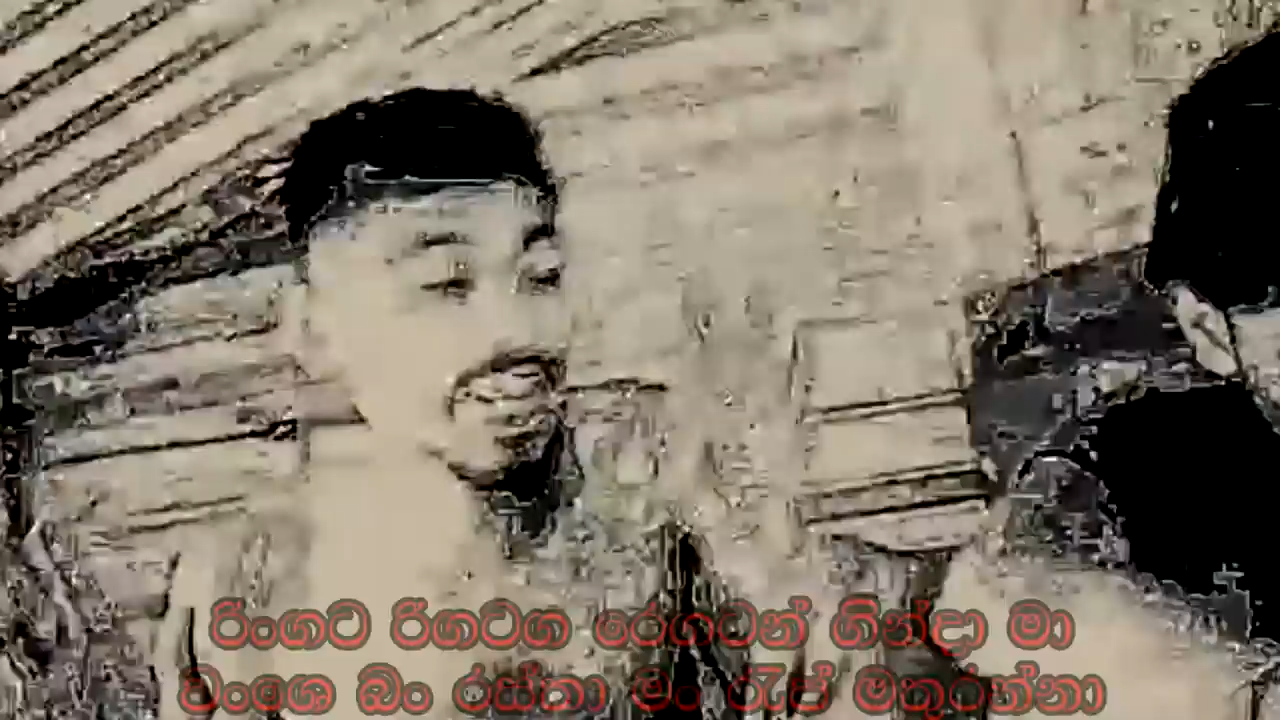 රිංගට රිගටග රෙගටන් ගින්ද්‍රා මා
වංශෙ බං රස්තා මං රැප් මතුරන්නා